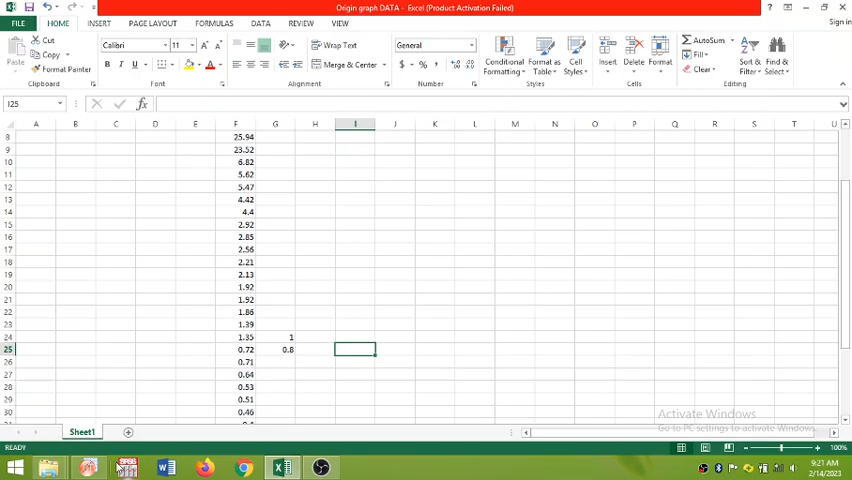 Origin graph DATA - Excel (Product Activation Failed)
FILE HOME INSERT PAGE LAYOUT FORMULAS DATA REVIEW VIEW Sign in
Paste Cut Copy Format Painter
Calibri 11 B I U A
Wrap Text Merge & Center
General $ % ,
Conditional Formatting Format as Table Cell Styles
Insert Delete Format
AutoSum Fill Clear Sort & Filter Find & Select
Clipboard Font Alignment Number Styles Cells Editing
I25 fx
A B C D E F G H I J K L M N O P Q R S T U
8 25.94
9 23.52
10 6.82
11 5.62
12 5.47
13 4.42
14 4.4
15 2.92
16 2.85
17 2.56
18 2.21
19 2.13
20 1.92
21 1.92
22 1.86
23 1.39
24 1.35 1
25 0.72 0.8
26 0.71
27 0.64
28 0.53
29 0.51
30 0.46
Activate Windows
Go to PC settings to activate Windows.
Sheet1
READY 100%
SPSS
9:21 AM
2/14/2023